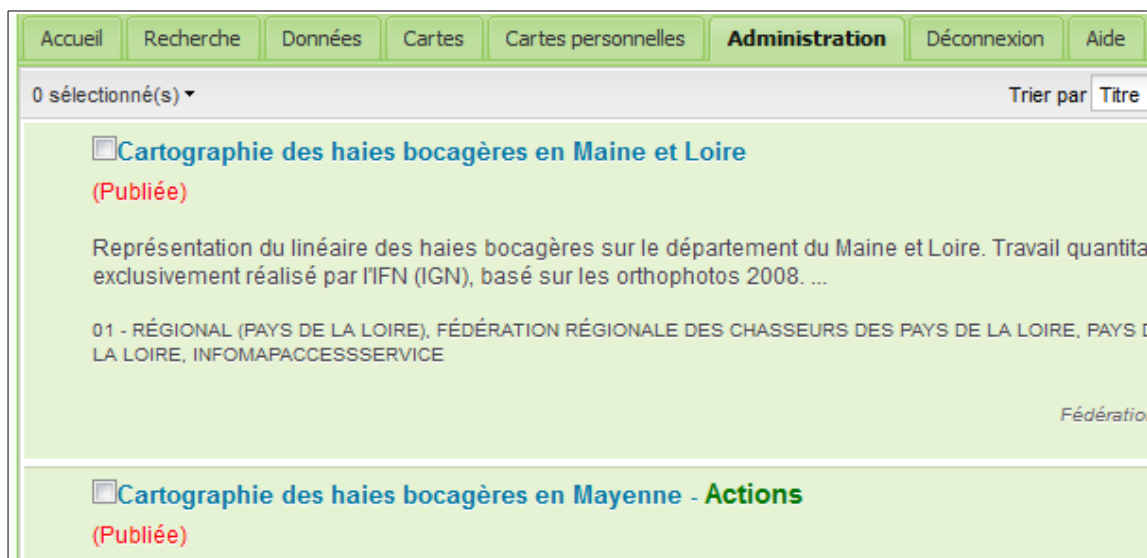 Accueil Recherche Données Cartes Cartes personnelles Administration Déconnexion Aide
0 sélectionné(s) Trier par Titre
Cartographie des haies bocagères en Maine et Loire
(Publiée)
Représentation du linéaire des haies bocagères sur le département du Maine et Loire. Travail
exclusivement réalisé par l'IFN (IGN), basé sur les orthophotos 2008. ...
01 - RÉGIONAL (PAYS DE LA LOIRE), FÉDÉRATION RÉGIONALE DES CHASSEURS DES PAYS DE LA LOIRE, PAYS
LA LOIRE, INFOMAPACCESSSERVICE
Cartographie des haies bocagères en Mayenne - Actions
(Publiée)